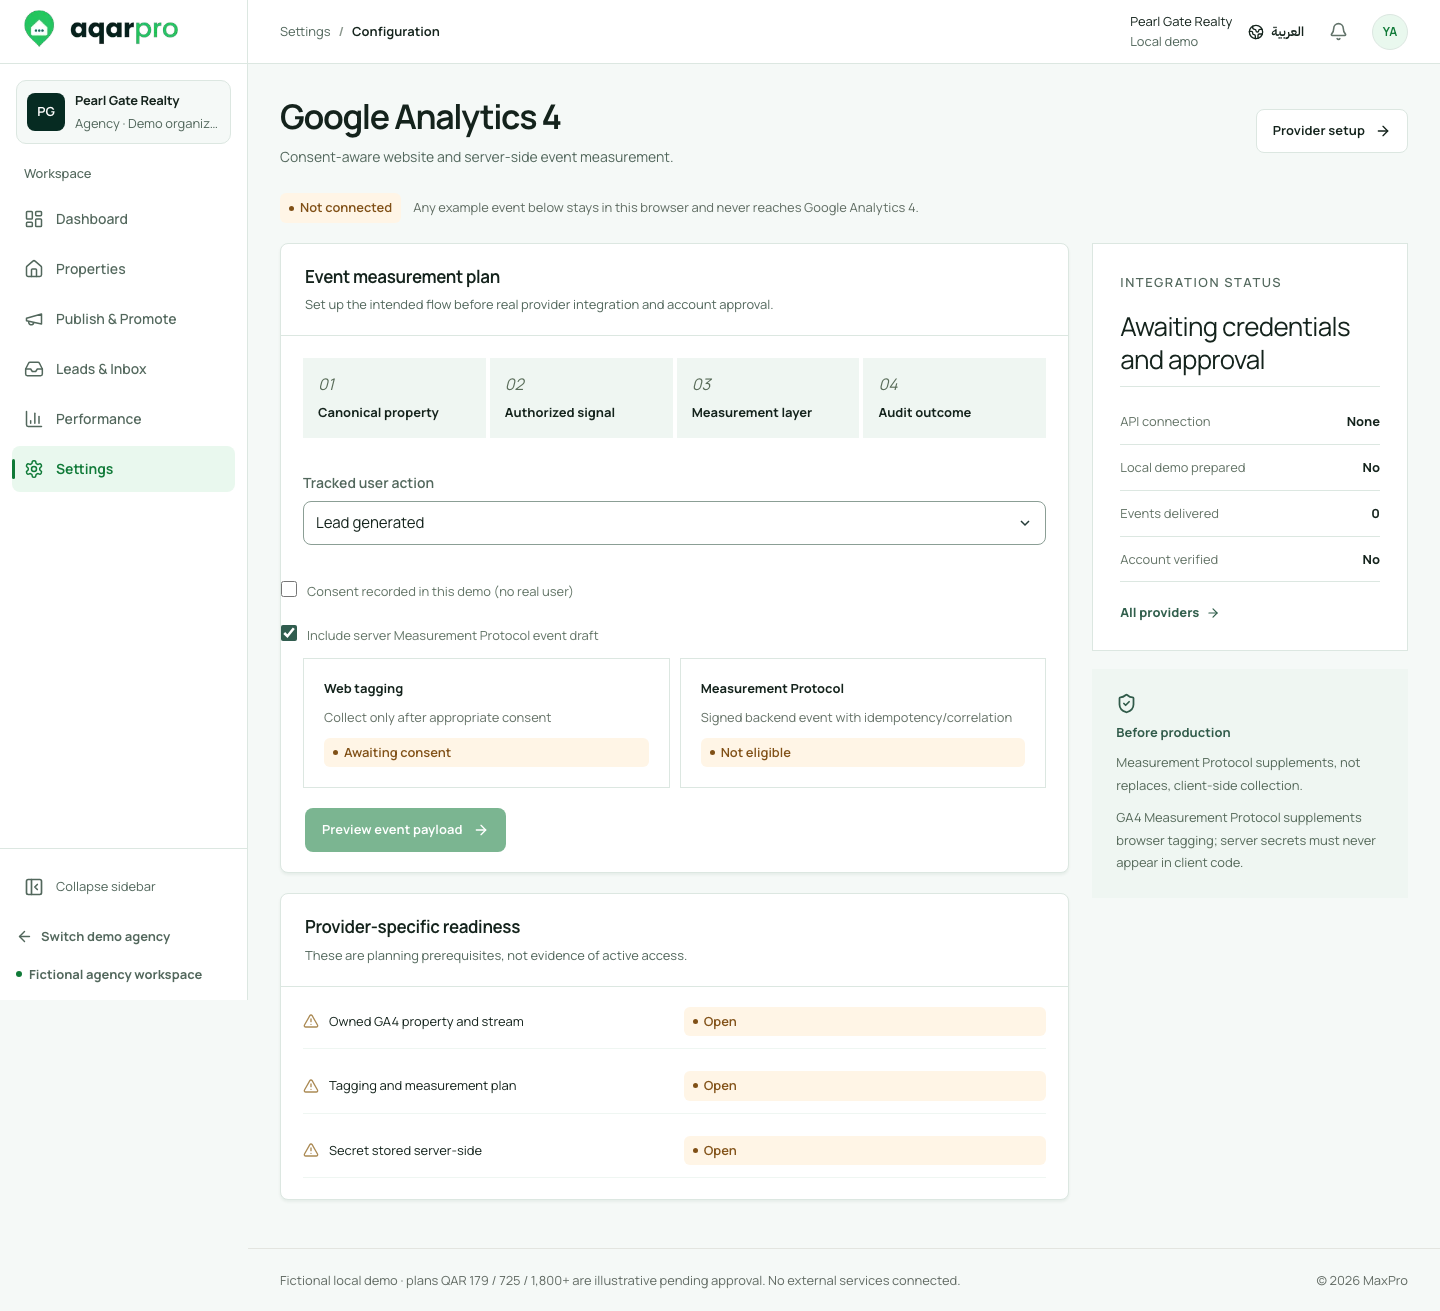 aqarpro
Settings / Configuration
Pearl Gate Realty
Local demo
العربية
YA
PG
Pearl Gate Realty
Agency · Demo organiz...
Workspace
Dashboard
Properties
Publish & Promote
Leads & Inbox
Performance
Settings
Collapse sidebar
Switch demo agency
Fictional agency workspace
Google Analytics 4
Consent-aware website and server-side event measurement.
Provider setup
Not connected
Any example event below stays in this browser and never reaches Google Analytics 4.
Event measurement plan
Set up the intended flow before real provider integration and account approval.
01
Canonical property
02
Authorized signal
03
Measurement layer
04
Audit outcome
Tracked user action
Lead generated
Consent recorded in this demo (no real user)
Include server Measurement Protocol event draft
Web tagging
Collect only after appropriate consent
Awaiting consent
Measurement Protocol
Signed backend event with idempotency/correlation
Not eligible
Preview event payload
Provider-specific readiness
These are planning prerequisites, not evidence of active access.
Owned GA4 property and stream
Open
Tagging and measurement plan
Open
Secret stored server-side
Open
INTEGRATION STATUS
Awaiting credentials
and approval
API connection None
Local demo prepared No
Events delivered 0
Account verified No
All providers
Before production
Measurement Protocol supplements, not
replaces, client-side collection.
GA4 Measurement Protocol supplements
browser tagging; server secrets must never
appear in client code.
Fictional local demo · plans QAR 179 / 725 / 1,800+ are illustrative pending approval. No external services connected.
© 2026 MaxPro